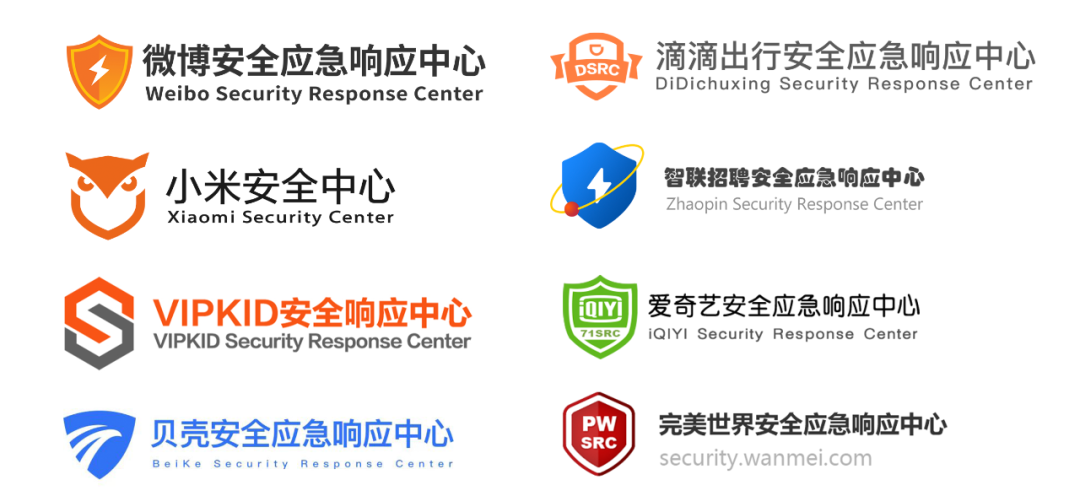 微博安全应急响应中心
Weibo Security Response Center
DSRC
滴滴出行安全应急响应中心
DiDichuxing Security Response Center
小米安全中心
Xiaomi Security Center
智联招聘安全应急响应中心
Zhaopin Security Response Center
VIPKID安全响应中心
VIPKID Security Response Center
iQIYI
71SRC
爱奇艺安全应急响应中心
iQIYI Security Response Center
贝壳安全应急响应中心
BeiKe Security Response Center
PW
SRC
完美世界安全应急响应中心
security.wanmei.com